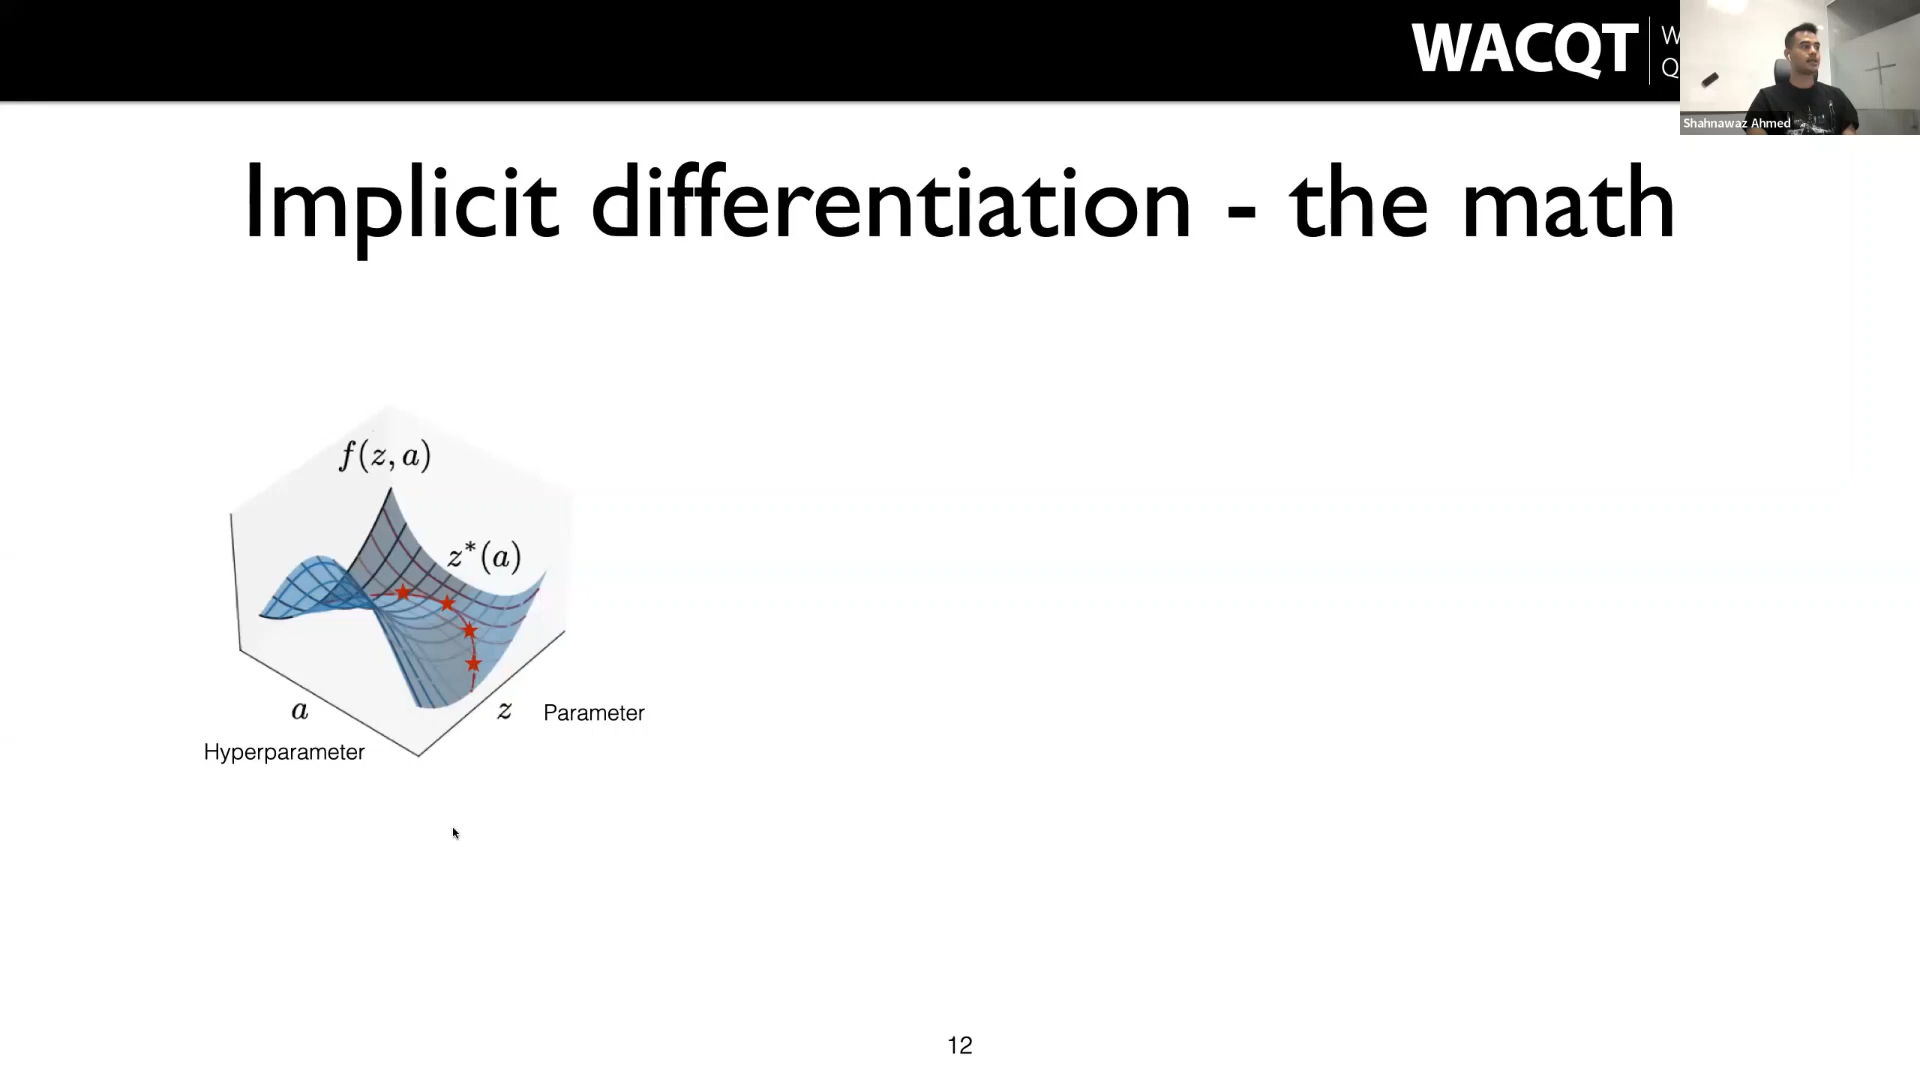 WACQT
W
Q
Shahnawaz Ahmed
Implicit differentiation - the math
f(z, a)
z*(a)
a
z
Parameter
Hyperparameter
12